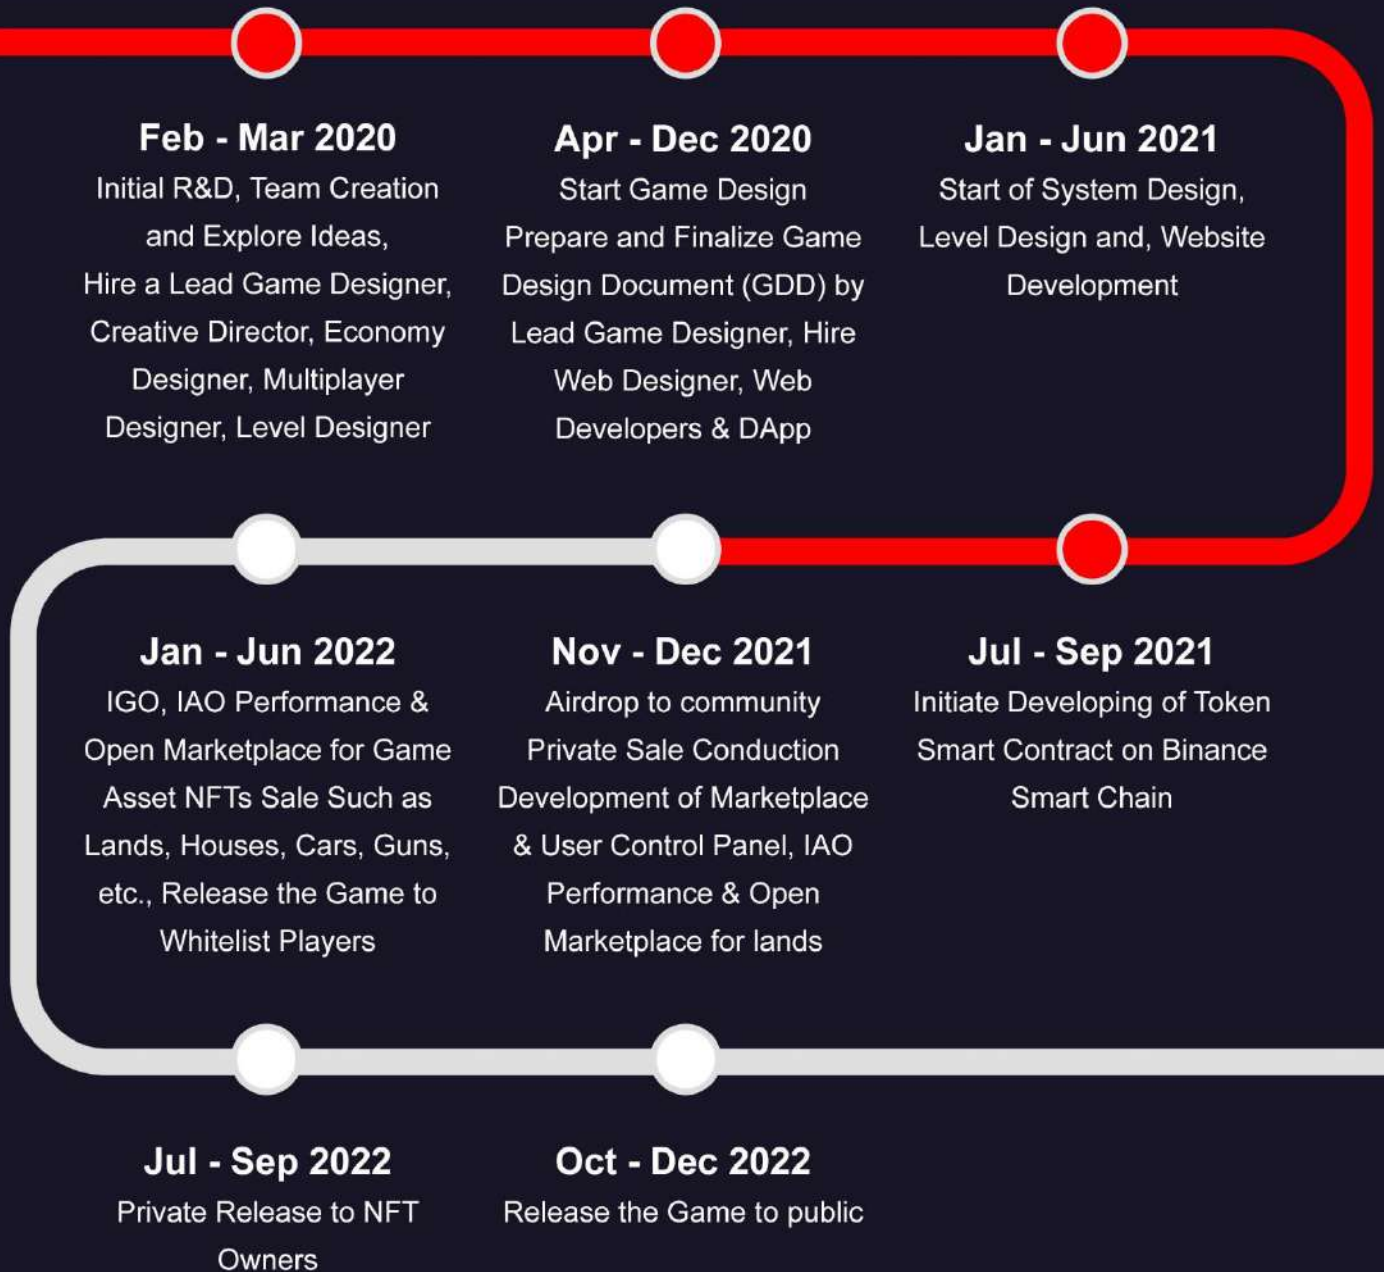 Feb - Mar 2020
Initial R&D, Team Creation
and Explore Ideas,
Hire a Lead Game Designer,
Creative Director, Economy
Designer, Multiplayer
Designer, Level Designer
Apr - Dec 2020
Start Game Design
Prepare and Finalize Game
Design Document (GDD) by
Lead Game Designer, Hire
Web Designer, Web
Developers & DApp
Jan - Jun 2021
Start of System Design,
Level Design and, Website
Development
Jul - Sep 2021
Initiate Developing of Token
Smart Contract on Binance
Smart Chain
Nov - Dec 2021
Airdrop to community
Private Sale Conduction
Development of Marketplace
& User Control Panel, IAO
Performance & Open
Marketplace for lands
Jan - Jun 2022
IGO, IAO Performance &
Open Marketplace for Game
Asset NFTs Sale Such as
Lands, Houses, Cars, Guns,
etc., Release the Game to
Whitelist Players
Jul - Sep 2022
Private Release to NFT
Owners
Oct - Dec 2022
Release the Game to public